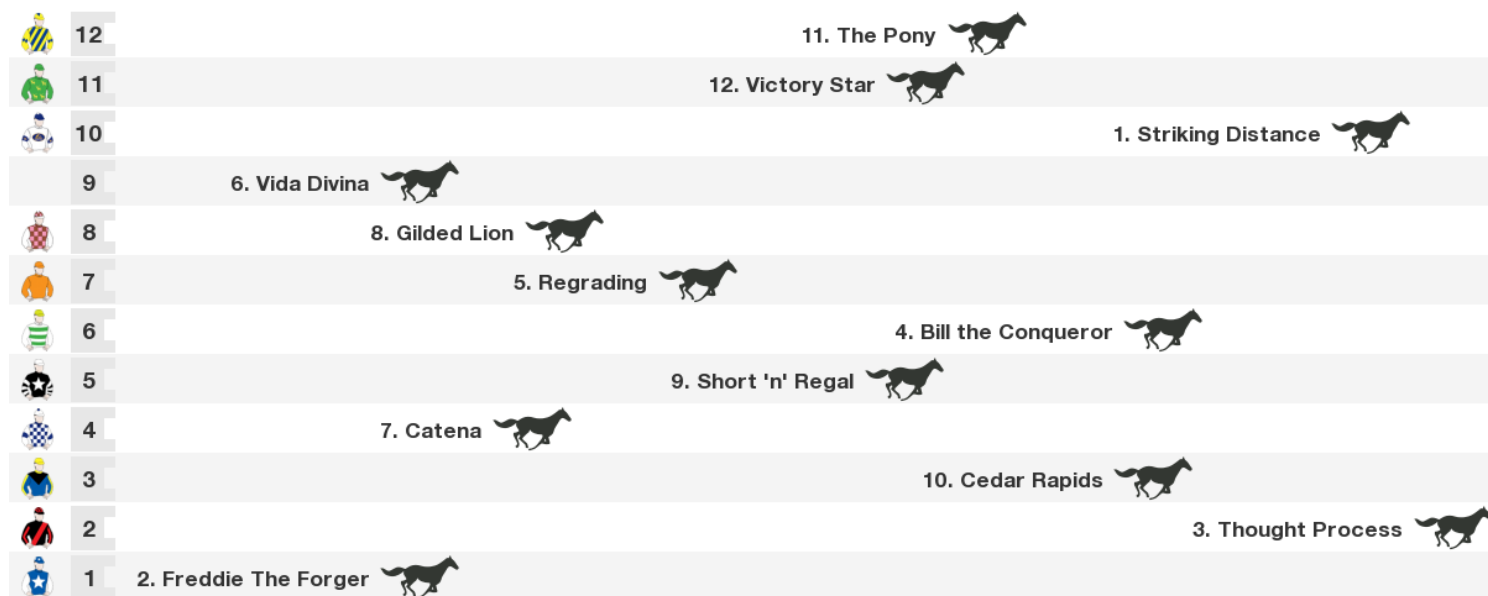 12 11. The Pony
11 12. Victory Star
10 1. Striking Distance
9 6. Vida Divina
8 8. Gilded Lion
7 5. Regrading
6 4. Bill the Conqueror
5 9. Short 'n' Regal
4 7. Catena
3 10. Cedar Rapids
2 3. Thought Process
1 2. Freddie The Forger